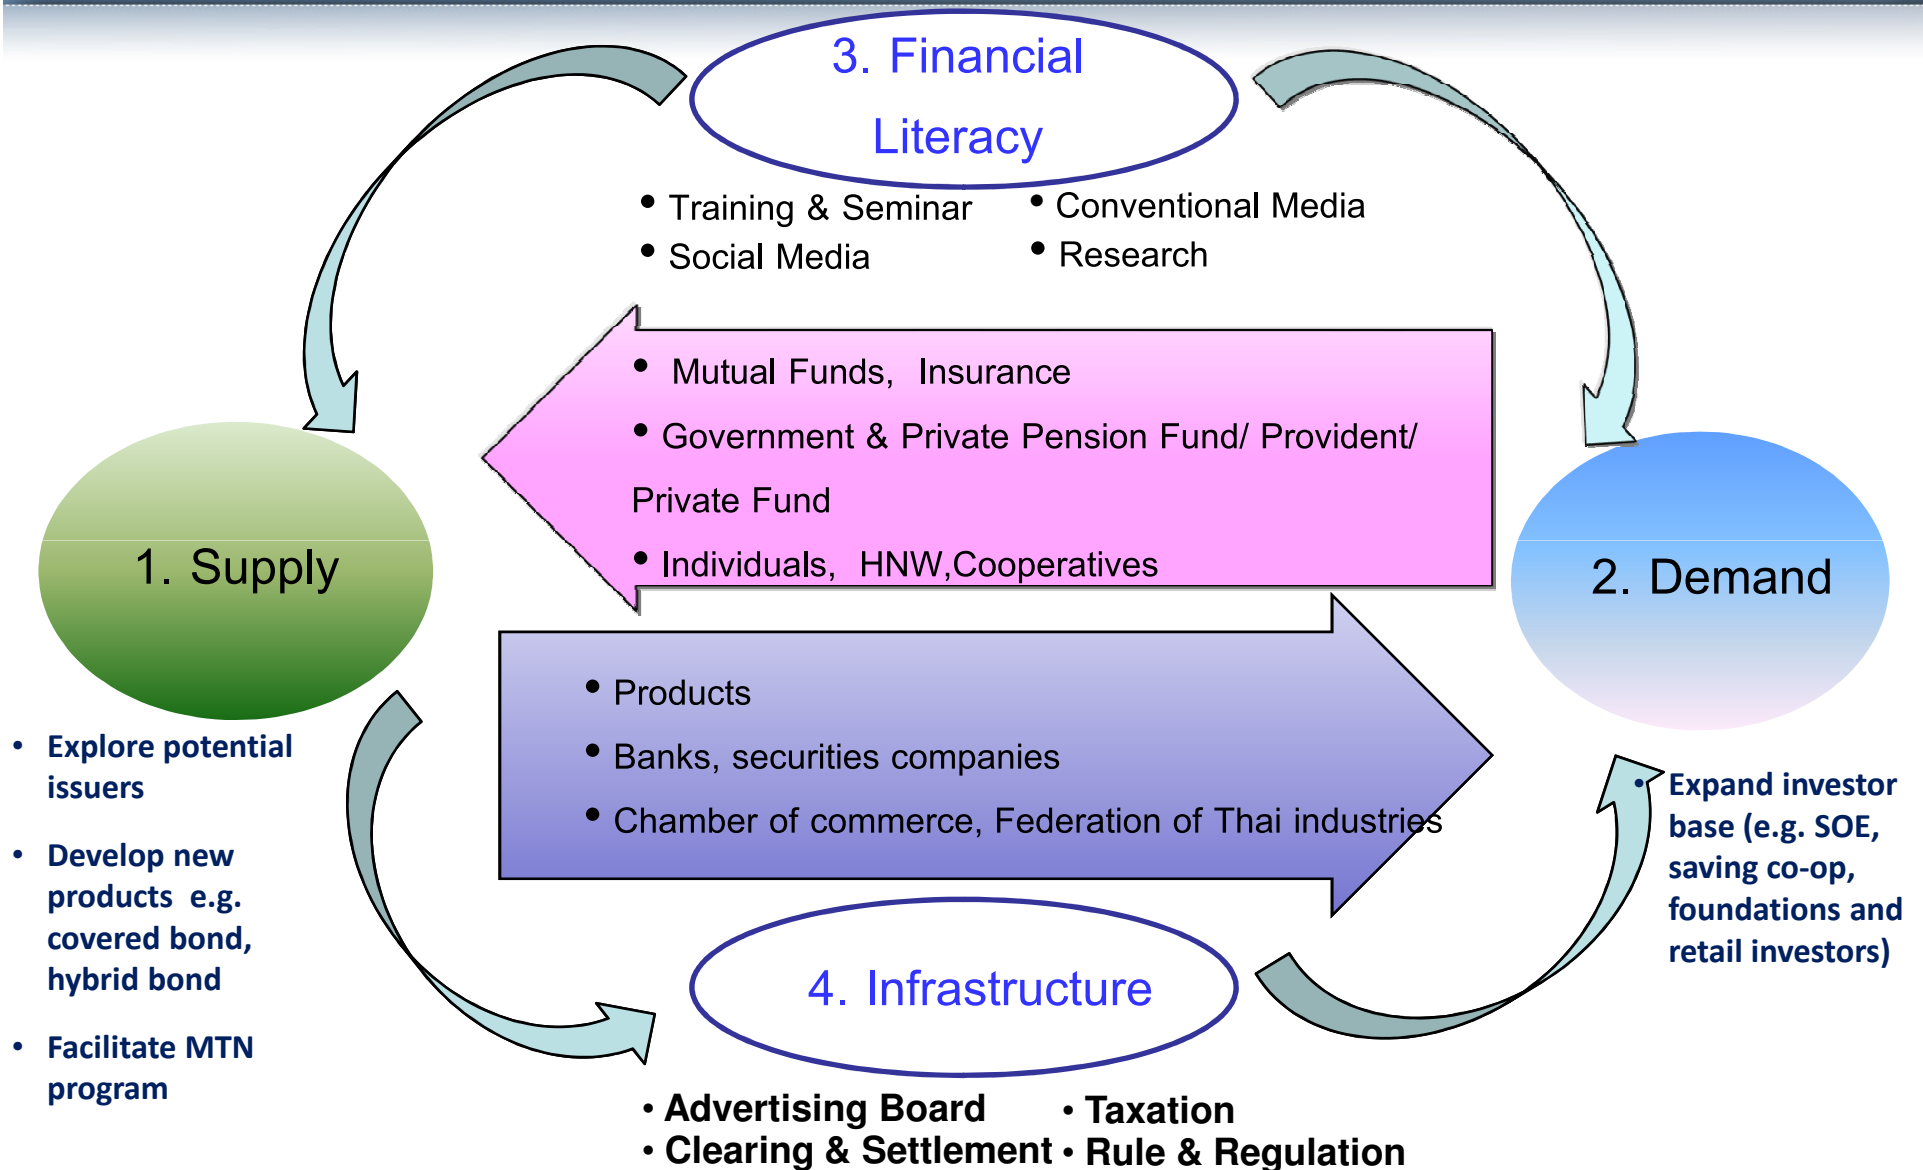 3. Financial
Literacy
• Training & Seminar
• Social Media
• Conventional Media
• Research
• Mutual Funds, Insurance
• Government & Private Pension Fund/ Provident/
Private Fund
• Individuals, HNW,Cooperatives
1. Supply
2. Demand
• Products
• Banks, securities companies
• Chamber of commerce, Federation of Thai industries
• Explore potential
issuers
• Develop new
products e.g.
covered bond,
hybrid bond
• Facilitate MTN
program
• Expand investor
base (e.g. SOE,
saving co-op,
foundations and
retail investors)
4. Infrastructure
• Advertising Board
• Clearing & Settlement
• Taxation
• Rule & Regulation